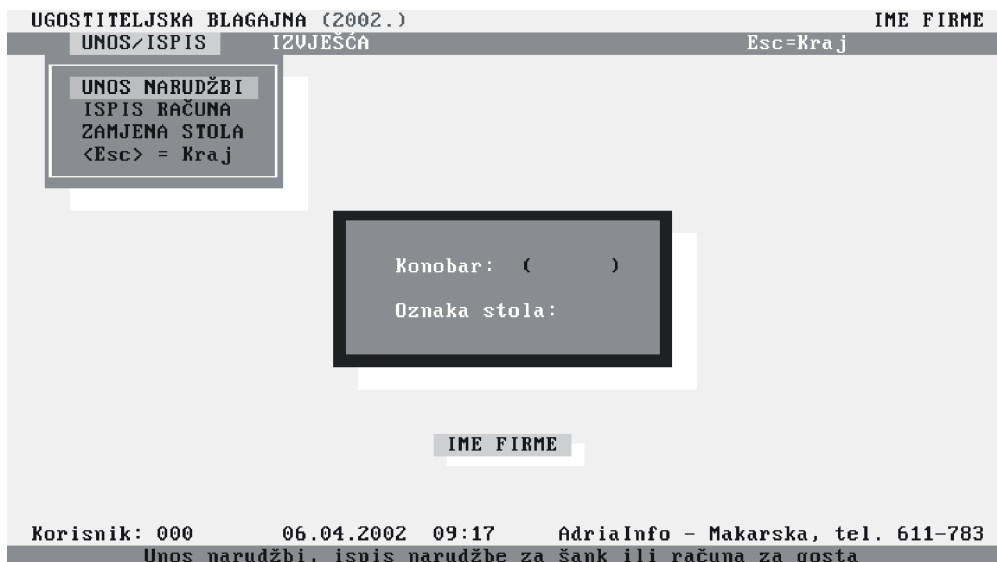 UGOSTITELJSKA BLAGAJNA (2002.) IME FIRME
UNOS/ISPIS IZVJEŠĆA Esc=Kraj
UNOS NARUDŽBI
ISPIS RAČUNA
ZAMJENA STOLA
<Esc> = Kraj
Konobar: ( )
Oznaka stola:
IME FIRME
Korisnik: 000 06.04.2002 09:17 AdriaInfo - Makarska, tel. 611-783
Unos narudžbi, ispis narudžbe za šank ili računa za gosta